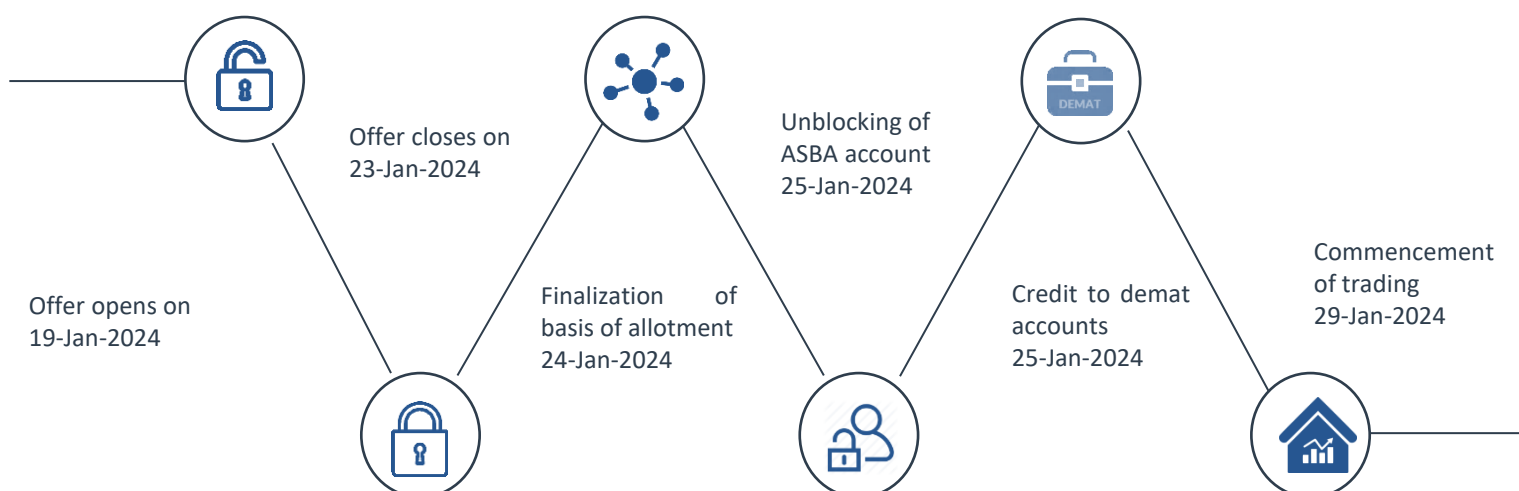 Offer opens on
19-Jan-2024
Offer closes on
23-Jan-2024
Finalization of
basis of allotment
24-Jan-2024
Unblocking of
ASBA account
25-Jan-2024
DEMAT
Credit to demat
accounts
25-Jan-2024
Commencement
of trading
29-Jan-2024